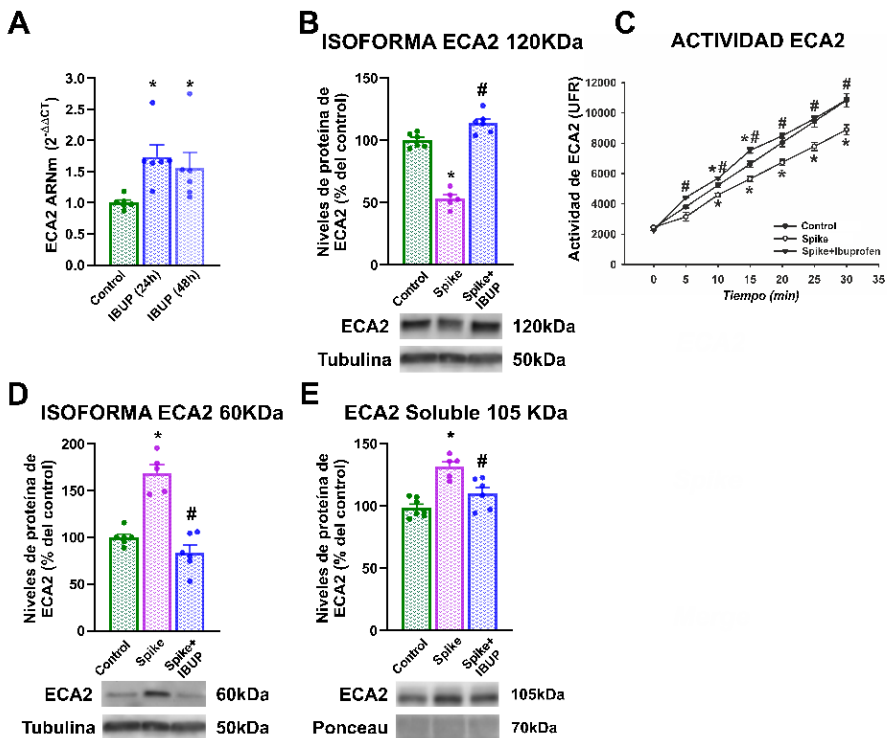 A
ECA2 ARNm (2-ΔΔCT)
3.0
2.5
2.0
1.5
1.0
0.5
0.0
*
*
Control
IBUP (24h)
IBUP (48h)
B
ISOFORMA ECA2 120KDa
Niveles de proteína de
ECA2 (% del control)
150
100
50
0
*
#
Control
Spike
Spike+
IBUP
ECA2
120kDa
Tubulina
50kDa
C
ACTIVIDAD ECA2
Actividad de ECA2 (UFR)
12000
10000
8000
6000
4000
2000
0
#
*#
*#
#
#
#
*
*
*
*
*
Control
Spike
Spike+Ibuprofen
0 5 10 15 20 25 30
Tiempo (min)
D
ISOFORMA ECA2 60KDa
Niveles de proteína de
ECA2 (% del control)
200
150
100
50
0
*
#
Control
Spike
Spike+
IBUP
ECA2
60kDa
Tubulina
50kDa
E
ECA2 Soluble 105 KDa
Niveles de proteína de
ECA2 (% del control)
150
100
50
0
*
#
Control
Spike
Spike+
IBUP
ECA2
105kDa
Ponceau
70kDa